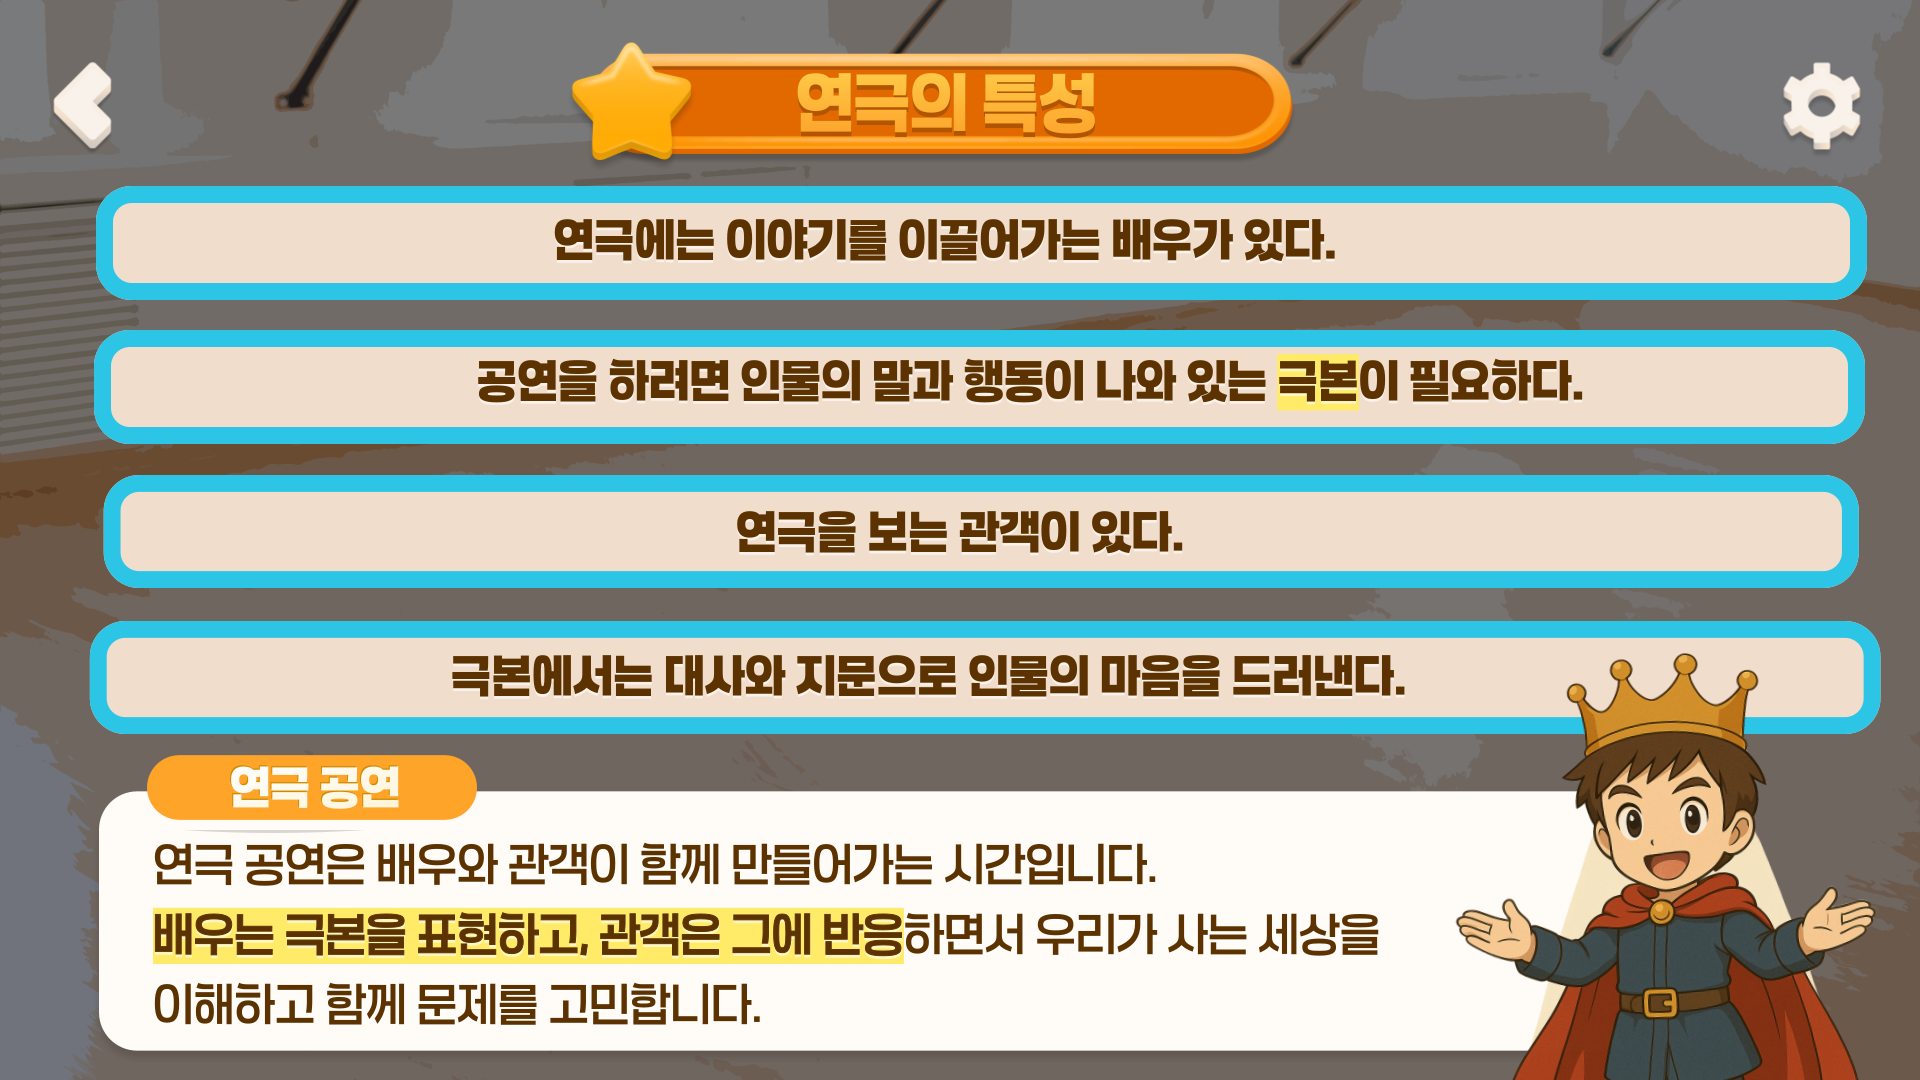 연극의 특성
연극에는 이야기를 이끌어가는 배우가 있다.
공연을 하려면 인물의 말과 행동이 나와 있는 극본이 필요하다.
연극을 보는 관객이 있다.
극본에서는 대사와 지문으로 인물의 마음을 드러낸다.
연극 공연
연극 공연은 배우와 관객이 함께 만들어가는 시간입니다.
배우는 극본을 표현하고, 관객은 그에 반응하면서 우리가 사는 세상을
이해하고 함께 문제를 고민합니다.